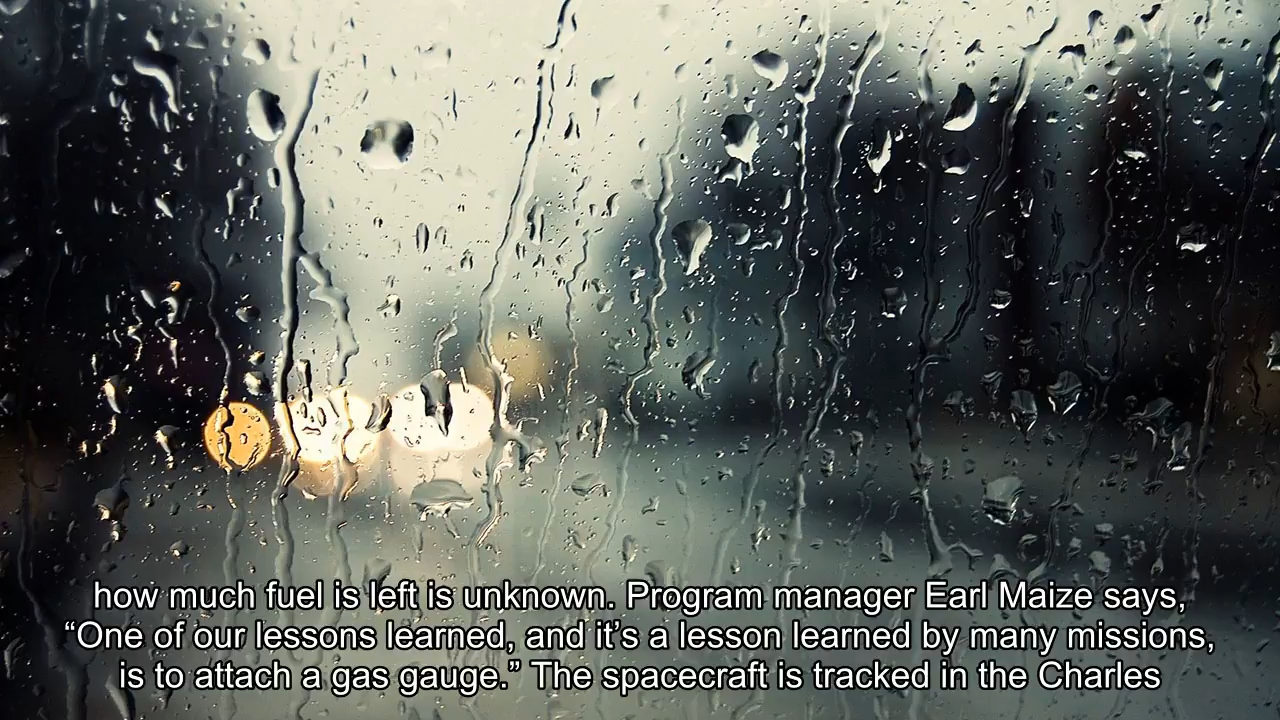 how much fuel is left is unknown. Program manager Earl Maize says,
“One of our lessons learned, and it’s a lesson learned by many missions,
is to attach a gas gauge.” The spacecraft is tracked in the Charles